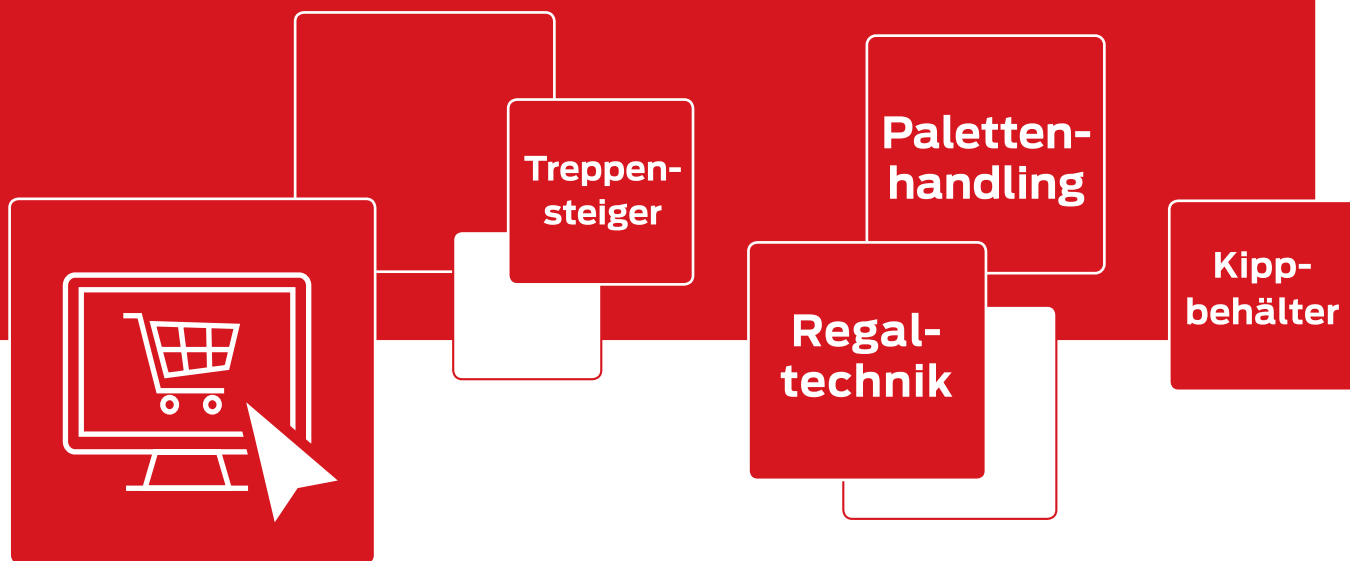 Treppen-
steiger
Paletten-
handling
Regal-
technik
Kipp-
behälter